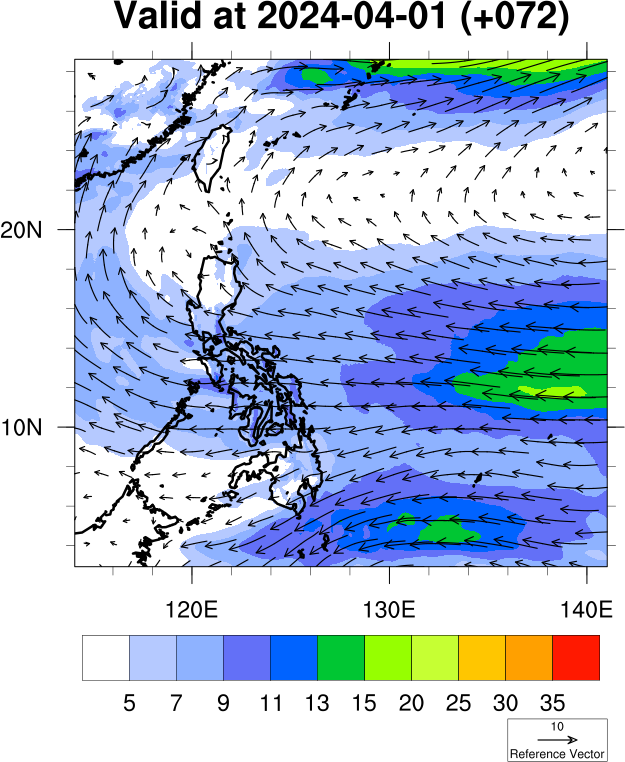 Valid at 2024-04-01 (+072)
20N
10N
120E 130E 140E
5 7 9 11 13 15 20 25 30 35
10
Reference Vector